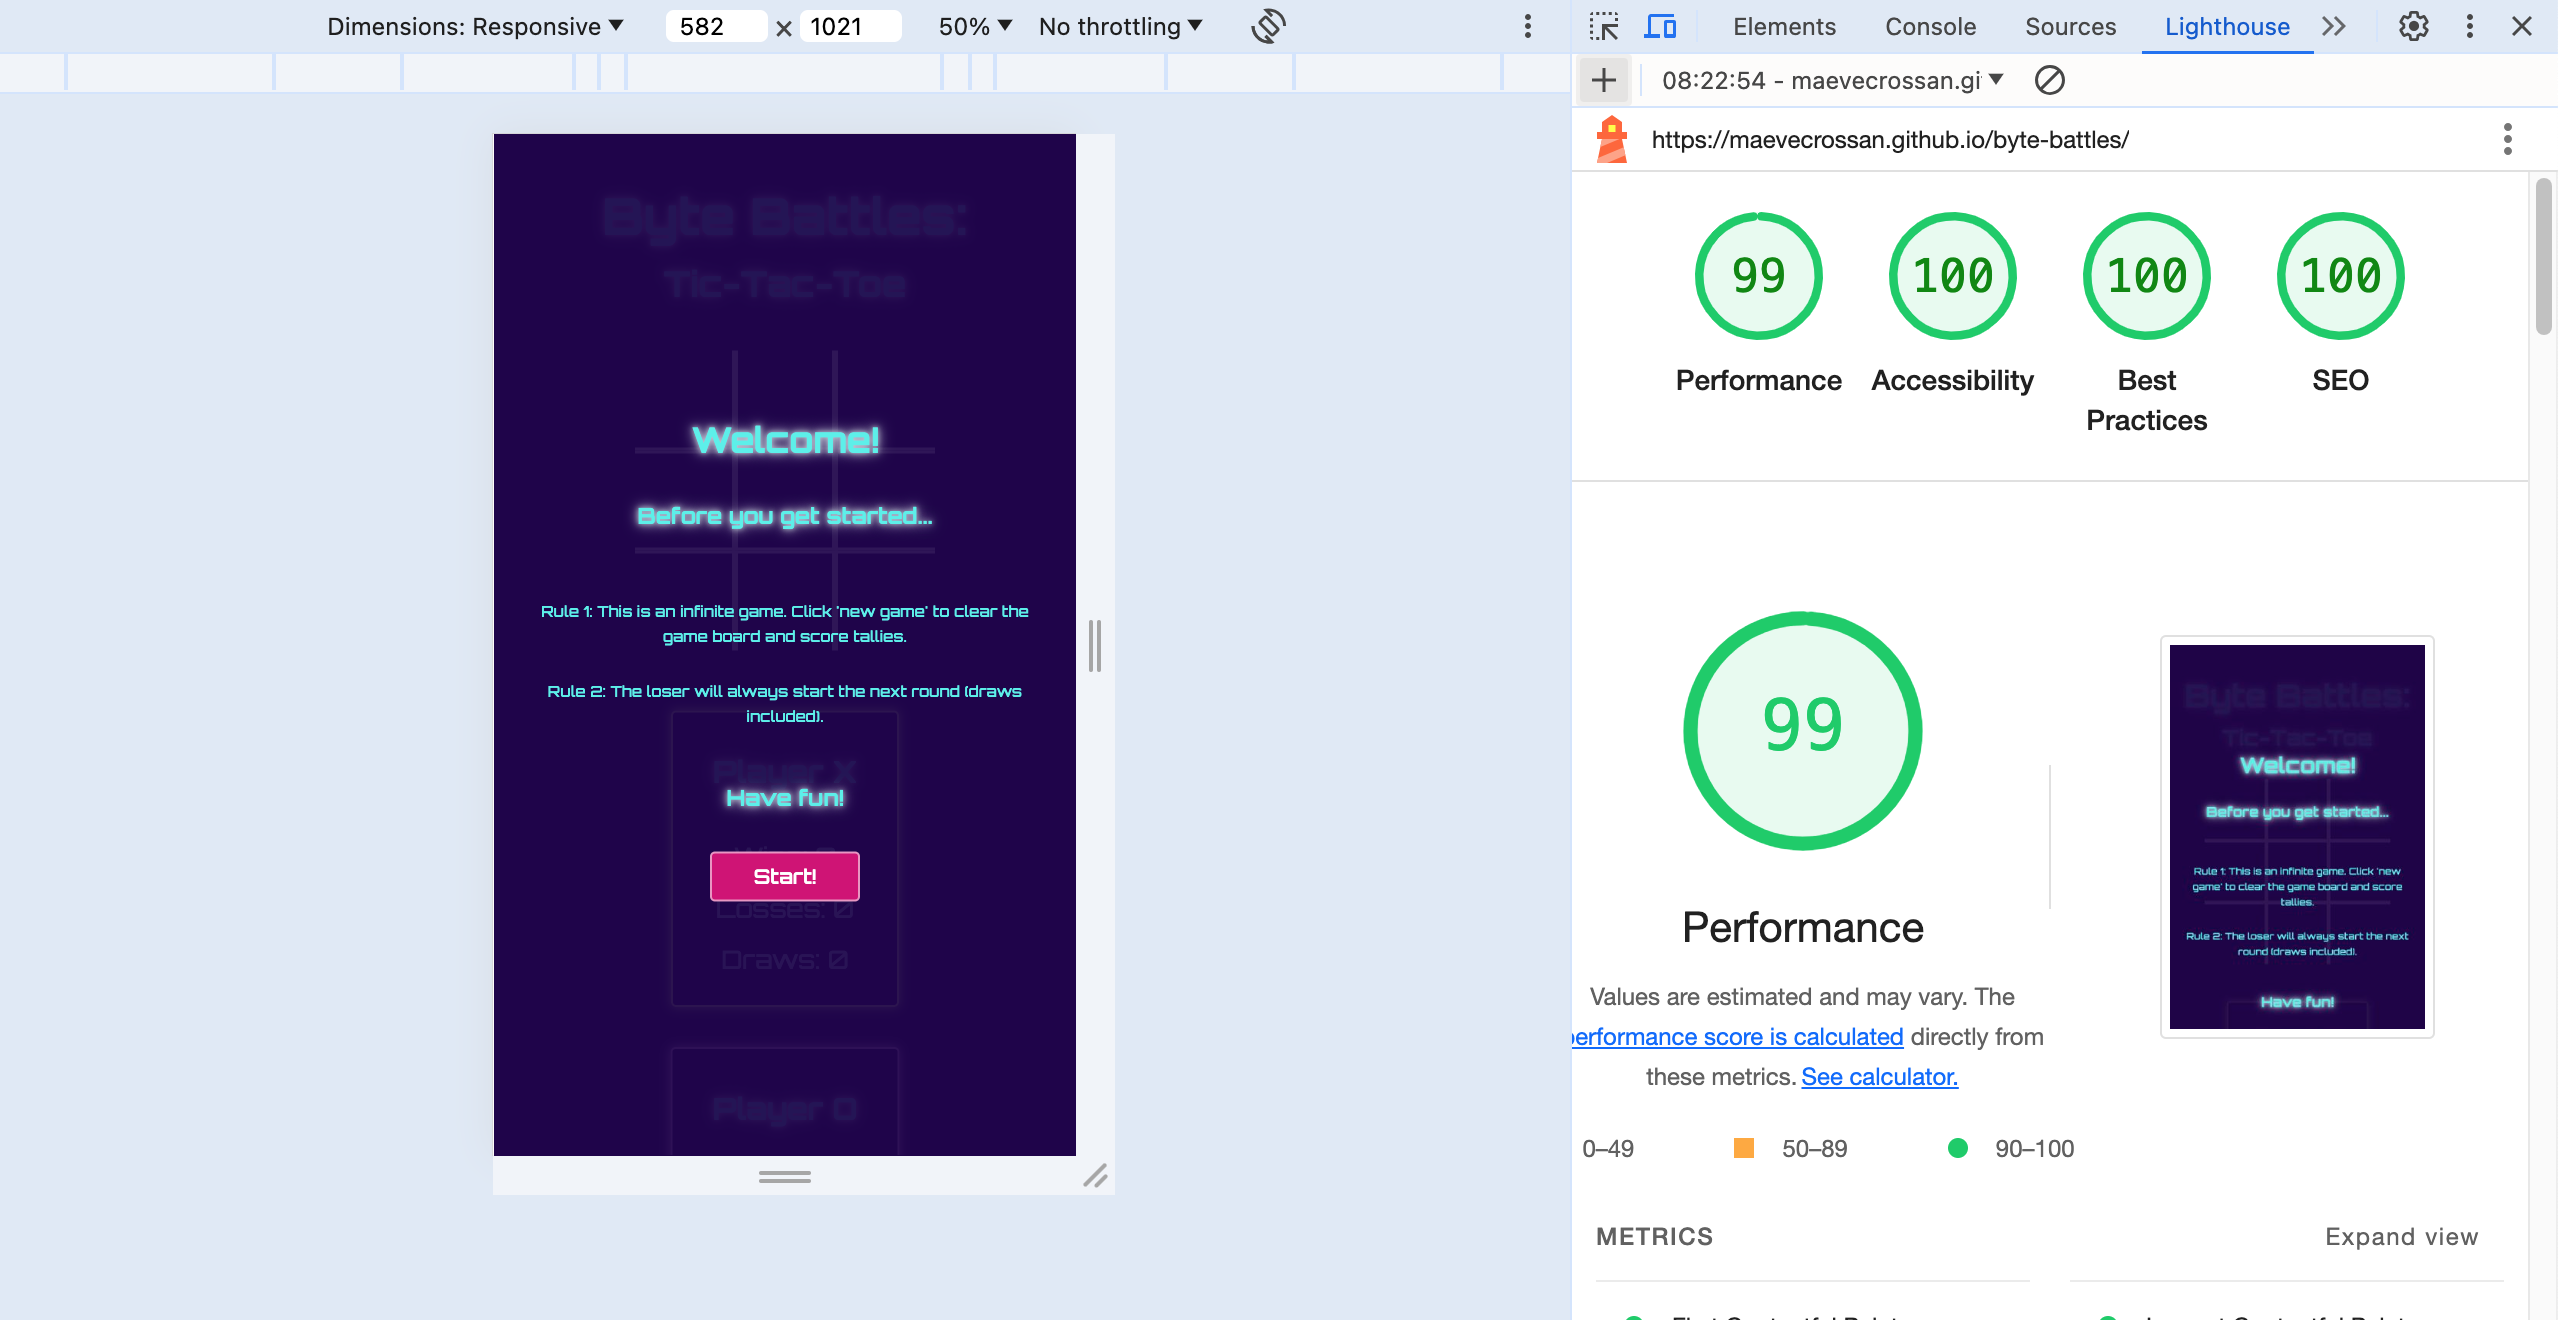 Dimensions: Responsive 582 × 1021 50% No throttling
Elements Console Sources Lighthouse
08:22:54 - maevecrossan.gi
https://maevecrossan.github.io/byte-battles/
Byte Battles:
Tic-Tac-Toe
Welcome!
Before you get started...
Rule 1: This is an infinite game. Click 'new game' to clear the
game board and score tallies.
Rule 2: The loser will always start the next round (draws
included).
Player X
Have fun!
Start!
Losses: 0
Draws: 0
Player O
99 100 100 100
Performance Accessibility Best
Practices SEO
99
Performance
Values are estimated and may vary. The
performance score is calculated directly from
these metrics. See calculator.
Byte Battles:
Tic-Tac-Toe
Welcome!
Before you get started...
Rule 1: This is an infinite game. Click 'new
game' to clear the game board and score
tallies.
Rule 2: The loser will always start the next
round (draws included).
Have fun!
0–49 50–89 90–100
METRICS Expand view